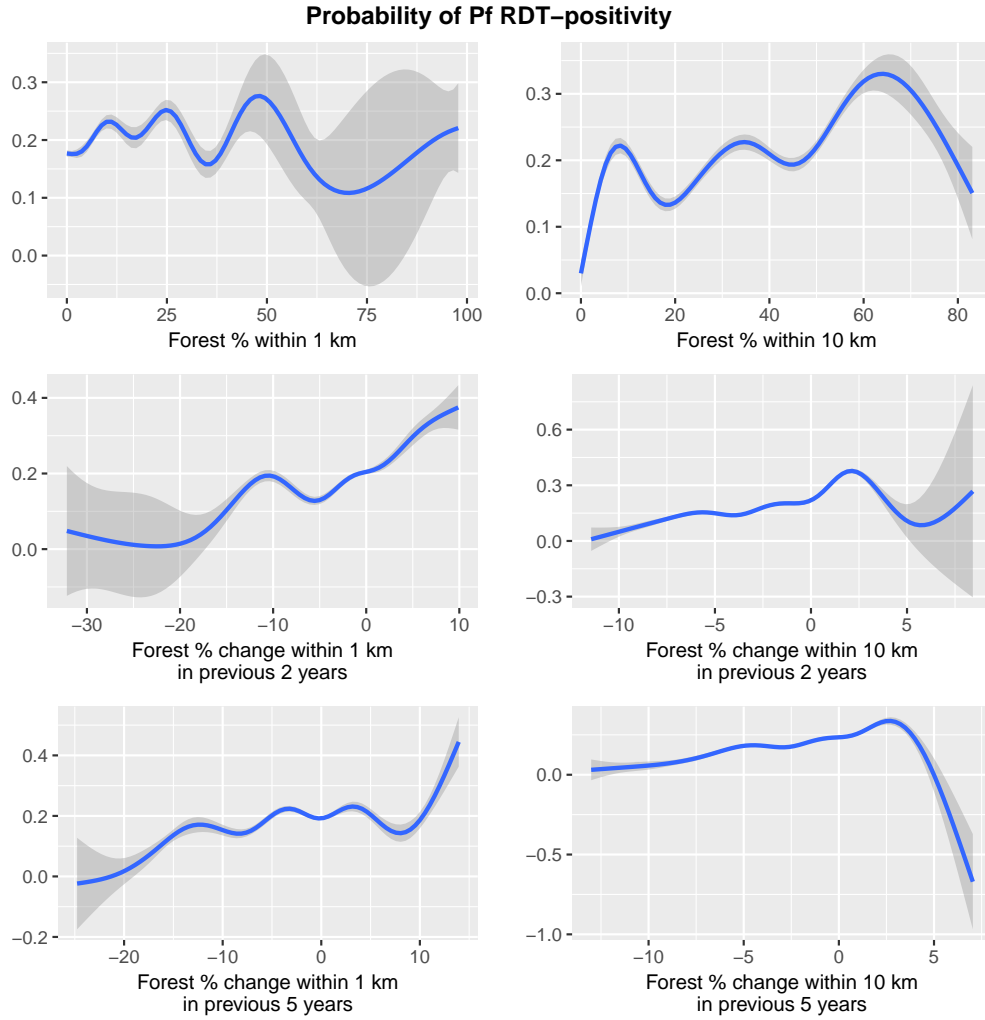 Probability of Pf RDT−positivity
0.3
0.2
0.1
0.0
0 25 50 75 100
Forest % within 1 km
0.3
0.2
0.1
0.0
0 20 40 60 80
Forest % within 10 km
0.4
0.2
0.0
−30 −20 −10 0 10
Forest % change within 1 km
in previous 2 years
0.6
0.3
0.0
−0.3
−10 −5 0 5
Forest % change within 10 km
in previous 2 years
0.4
0.2
0.0
−0.2
−20 −10 0 10
Forest % change within 1 km
in previous 5 years
0.0
−0.5
−1.0
−10 −5 0 5
Forest % change within 10 km
in previous 5 years